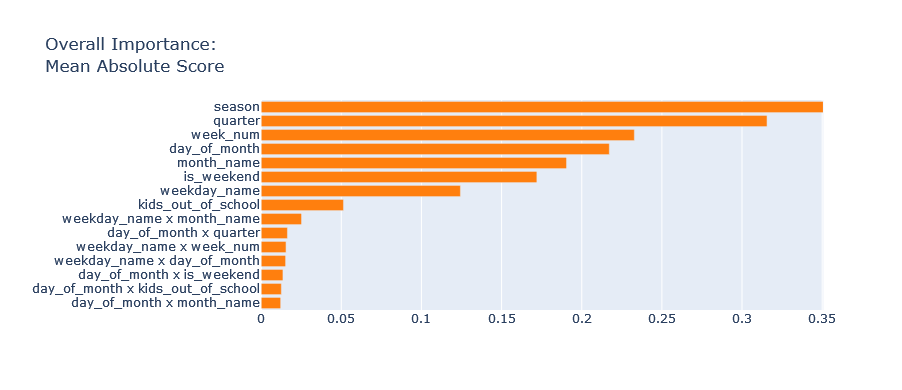 Overall Importance:
Mean Absolute Score
season
quarter
week_num
day_of_month
month_name
is_weekend
weekday_name
kids_out_of_school
weekday_name x month_name
day_of_month x quarter
weekday_name x week_num
weekday_name x day_of_month
day_of_month x is_weekend
day_of_month x kids_out_of_school
day_of_month x month_name
0 0.05 0.1 0.15 0.2 0.25 0.3 0.35